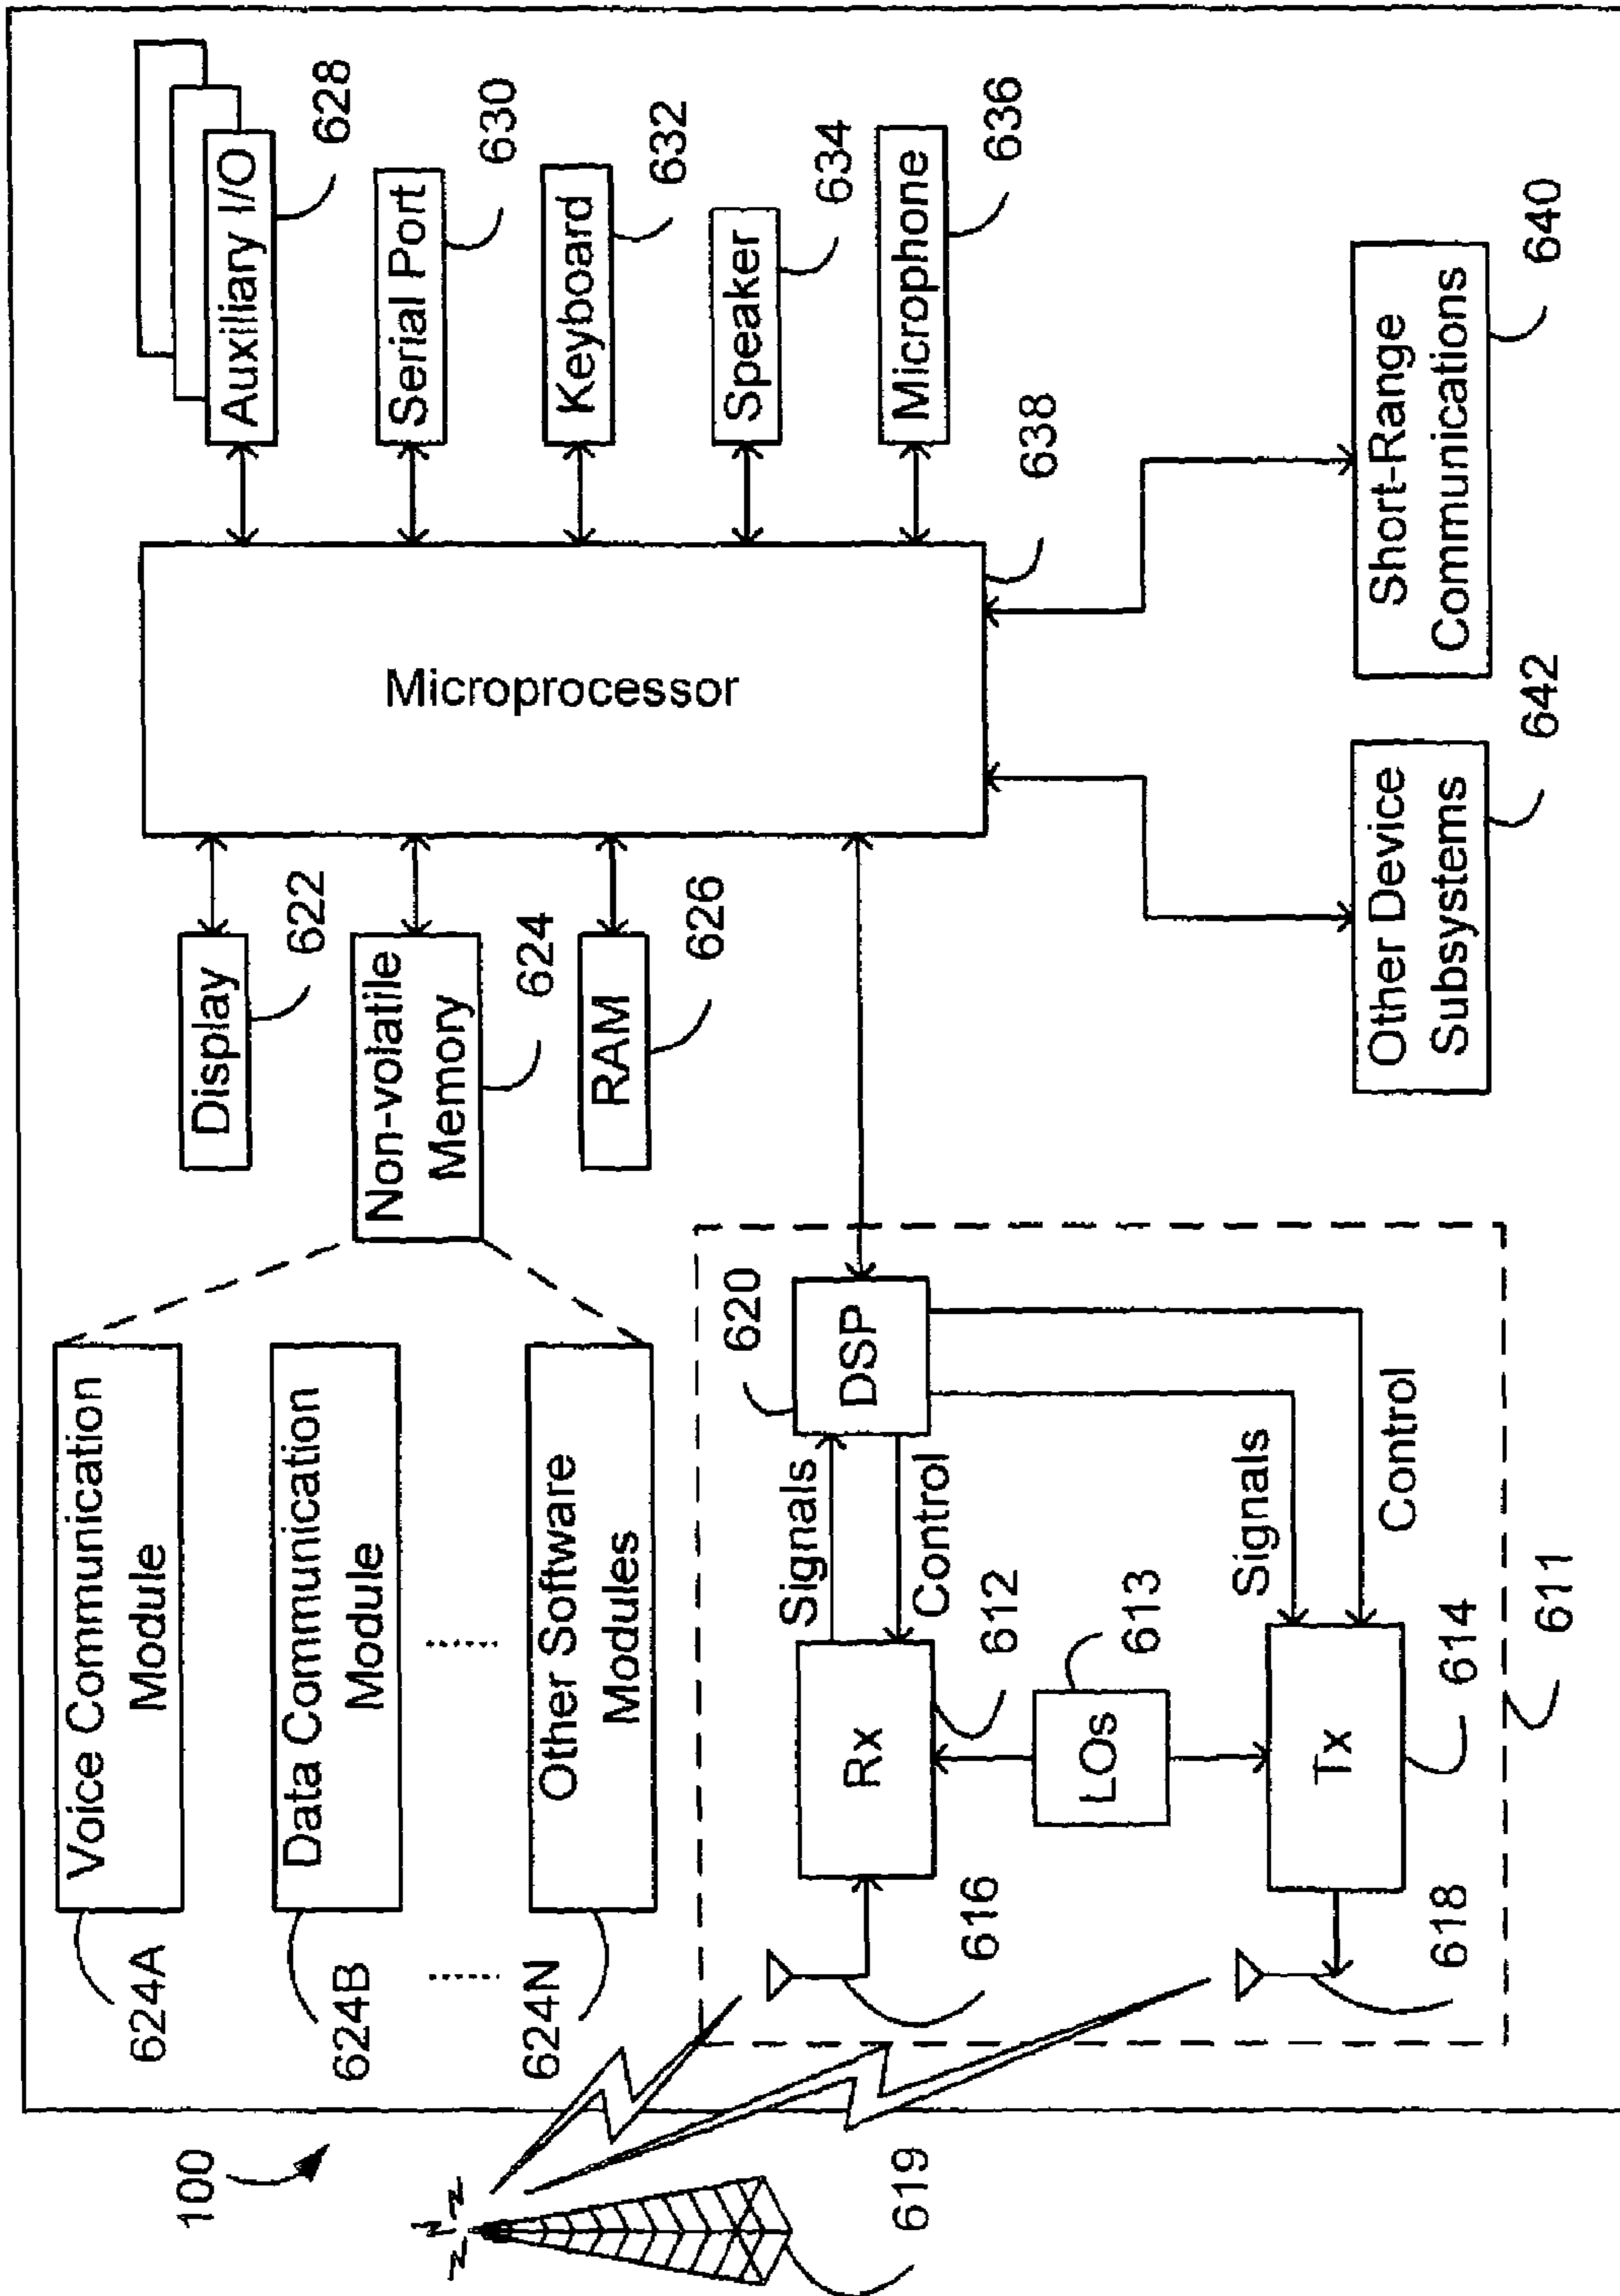 100
Voice Communication
Module
624A
Data Communication
Module
624B
Other Software
Modules
624N
Display
622
Non-volatile
Memory
624
RAM
626
Microprocessor
638
Auxiliary I/O
628
Serial Port
630
Keyboard
632
Speaker
634
Microphone
636
Short-Range
Communications
640
Other Device
Subsystems
642
DSP
620
Signals
Control
Rx
612
LOs
613
Signals
Control
Tx
614
611
616
618
619